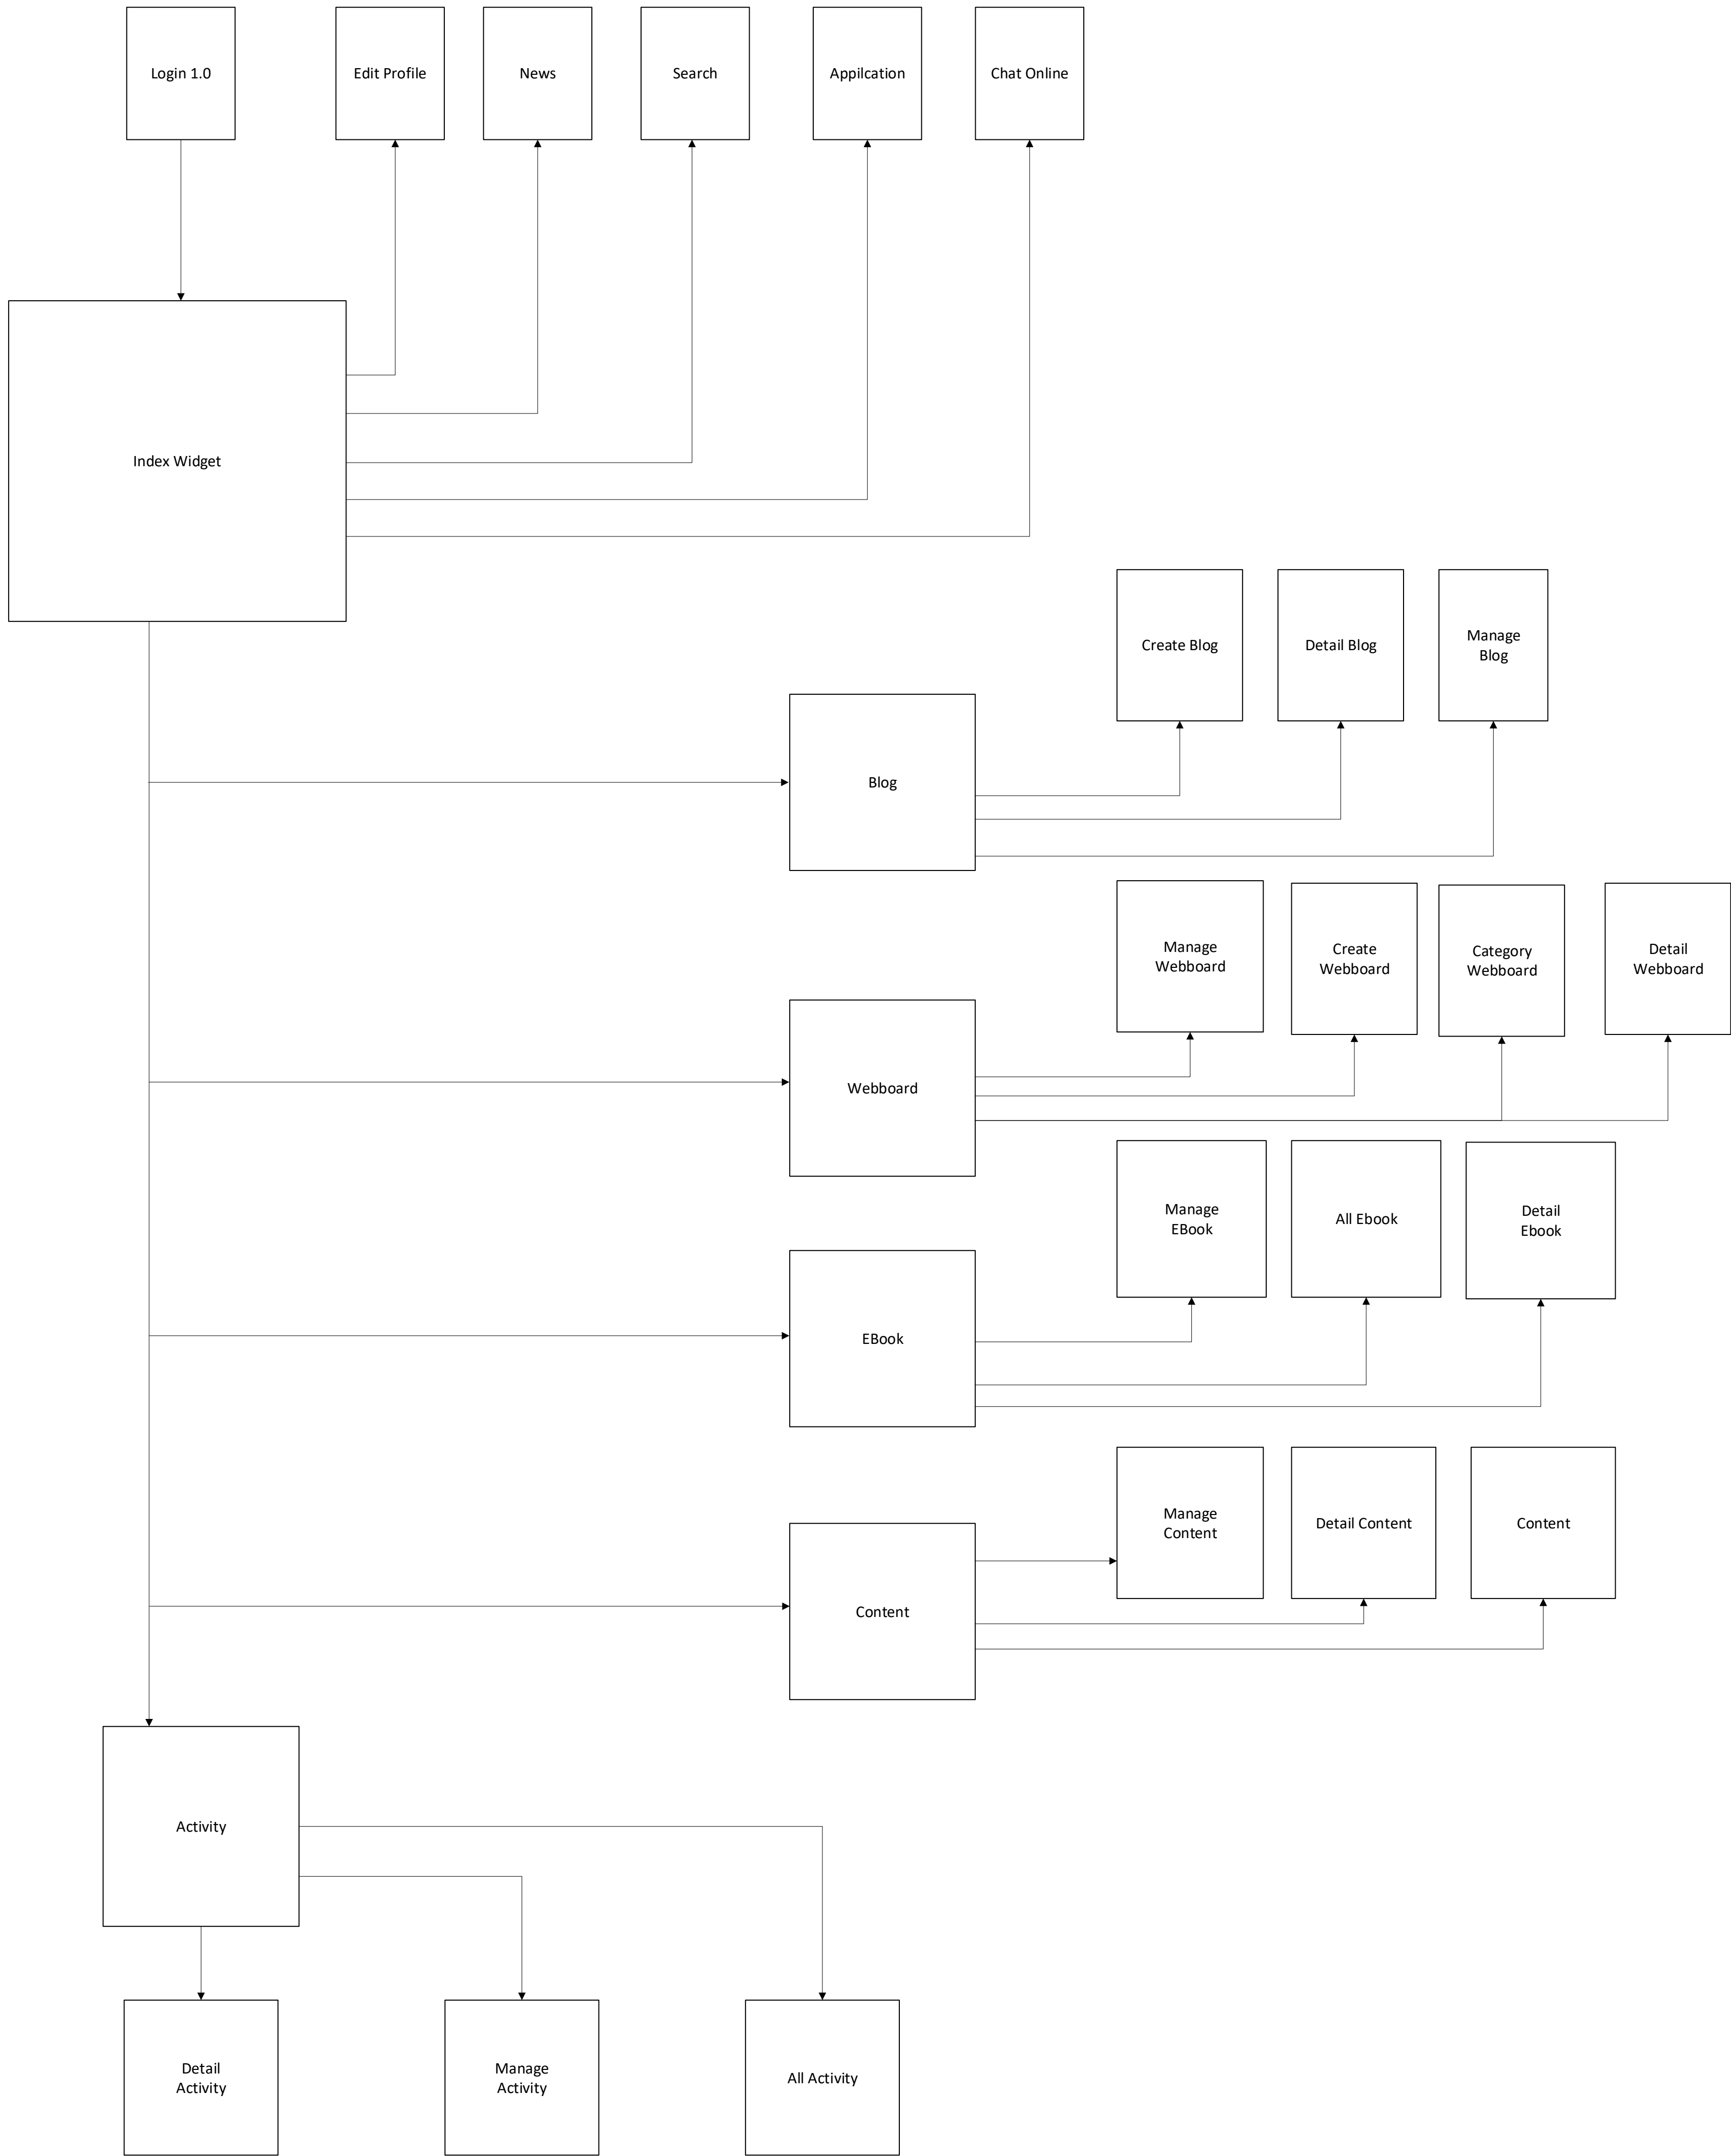 Login 1.0
Edit Profile
News
Search
Appilcation
Chat Online
Index Widget
Create Blog
Detail Blog
Manage
Blog
Blog
Manage
Webboard
Create
Webboard
Category
Webboard
Detail
Webboard
Webboard
Manage
EBook
All Ebook
Detail
Ebook
EBook
Manage
Content
Detail Content
Content
Content
Activity
Detail
Activity
Manage
Activity
All Activity